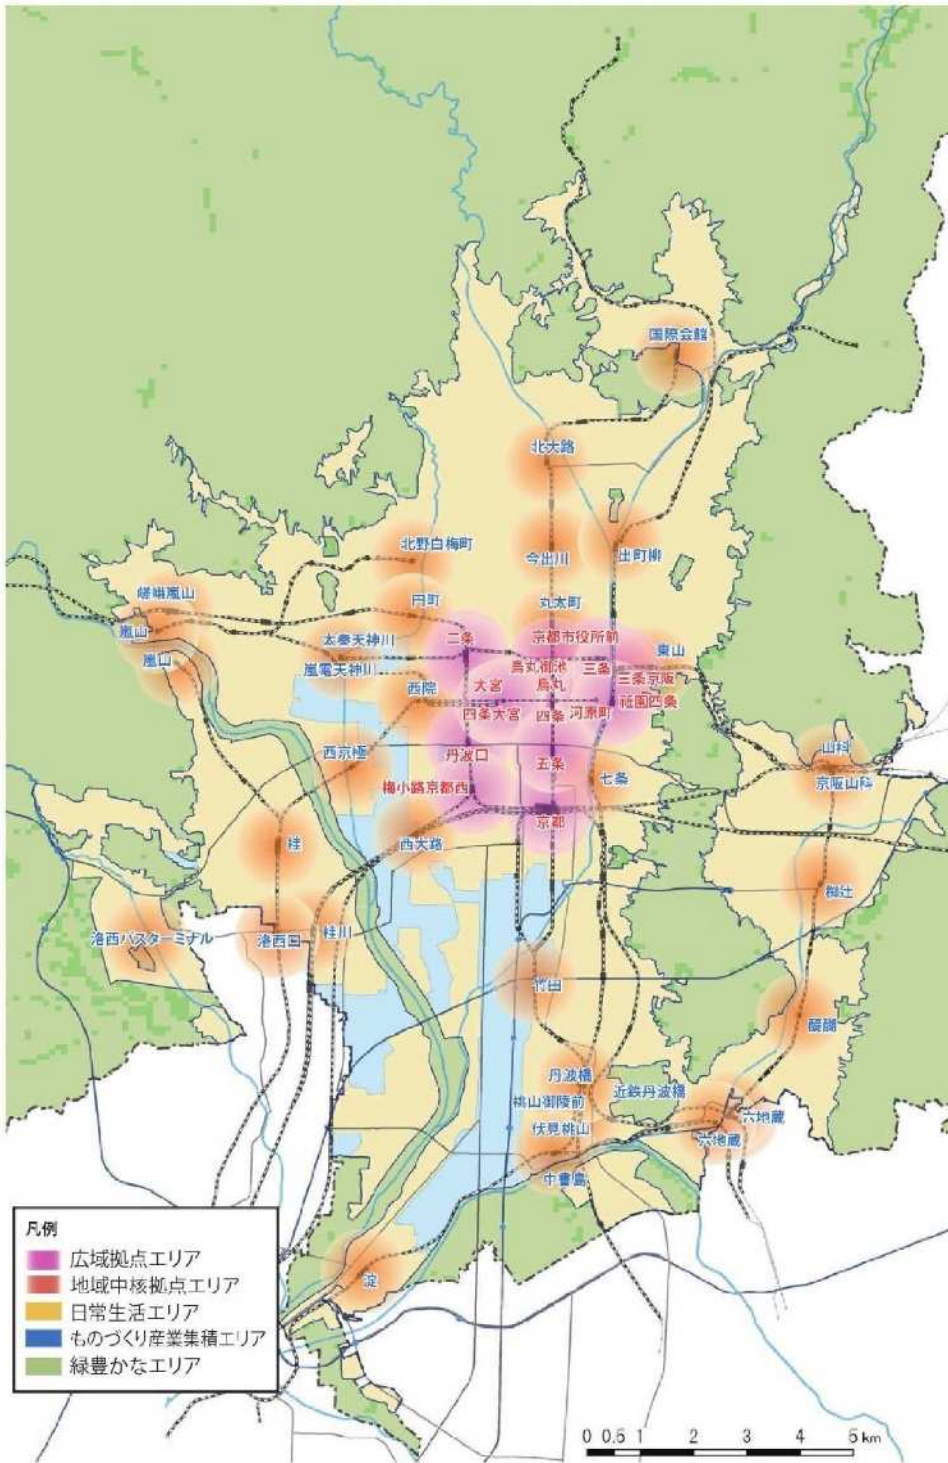 国際会館
北大路
北野白梅町
今出川
出町柳
嵯峨嵐山
円町
丸太町
嵐山
太秦天神川
二条
京都市役所前
東山
嵐山
嵐電天神川
烏丸御池
三条
三条京阪
西院
大宮
烏丸
祇園四条
四条大宮
四条
河原町
西京極
丹波口
五条
七条
山科
梅小路京都西
京阪山科
京都
桂
西大路
椥辻
洛西バスターミナル
洛西口
桂川
竹田
醍醐
丹波橋
近鉄丹波橋
桃山御陵前
六地蔵
伏見桃山
六地蔵
中書島
淀
凡例
広域拠点エリア
地域中核拠点エリア
日常生活エリア
ものづくり産業集積エリア
緑豊かなエリア
0 0.5 1 2 3 4 5 km